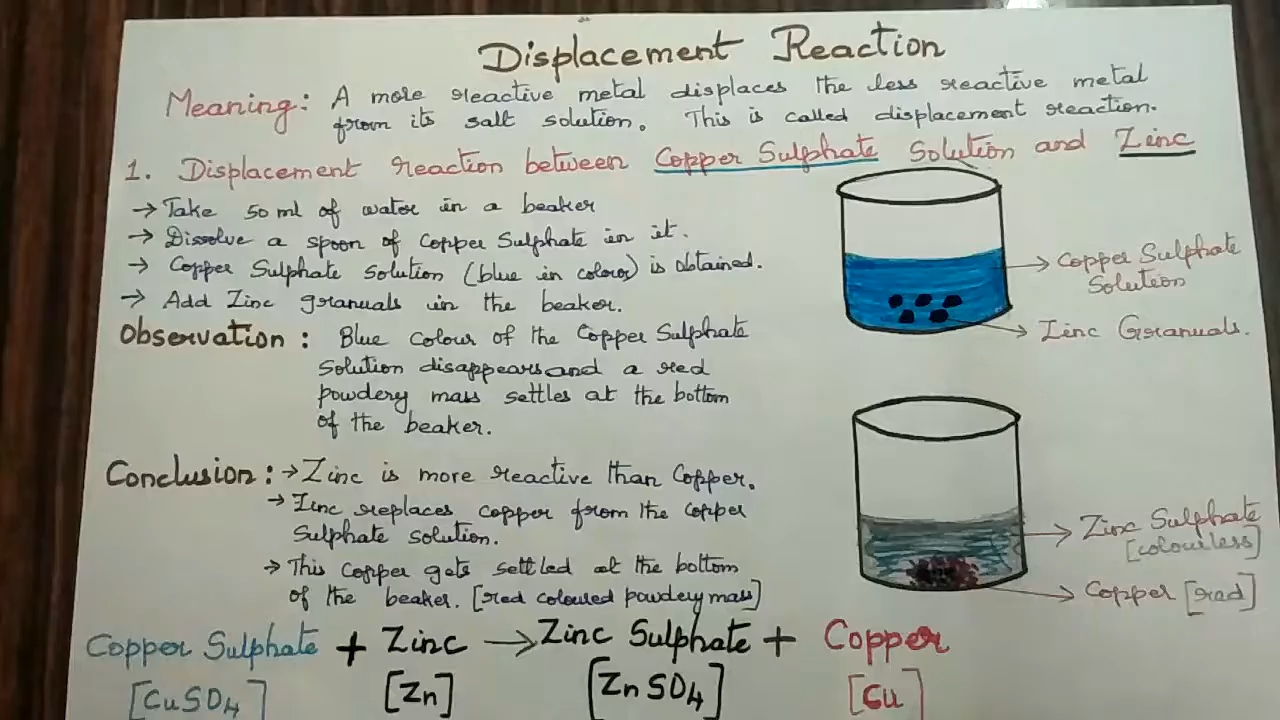 Displacement Reaction
Meaning: A more reactive metal displaces the less reactive metal
from its salt solution. This is called displacement reaction.
1. Displacement reaction between Copper Sulphate Solution and Zinc
→ Take 50 ml of water in a beaker
→ Dissolve a spoon of Copper Sulphate in it.
→ Copper Sulphate Solution (blue in colour) is obtained.
→ Add Zinc granuals in the beaker.
Copper Sulphate
Solution
Zinc Granuals.
Observation: Blue colour of the Copper Sulphate
Solution disappears and a red
powdery mass settles at the bottom
of the beaker.
Conclusion: → Zinc is more reactive than Copper.
→ Zinc replaces copper from the copper
Sulphate solution.
→ This Copper gets settled at the bottom
of the beaker. [red coloured powdery mass]
Zinc Sulphate
[colourless]
Copper [red]
Copper Sulphate + Zinc → Zinc Sulphate + Copper
[CuSO4] [Zn] [ZnSO4] [Cu]